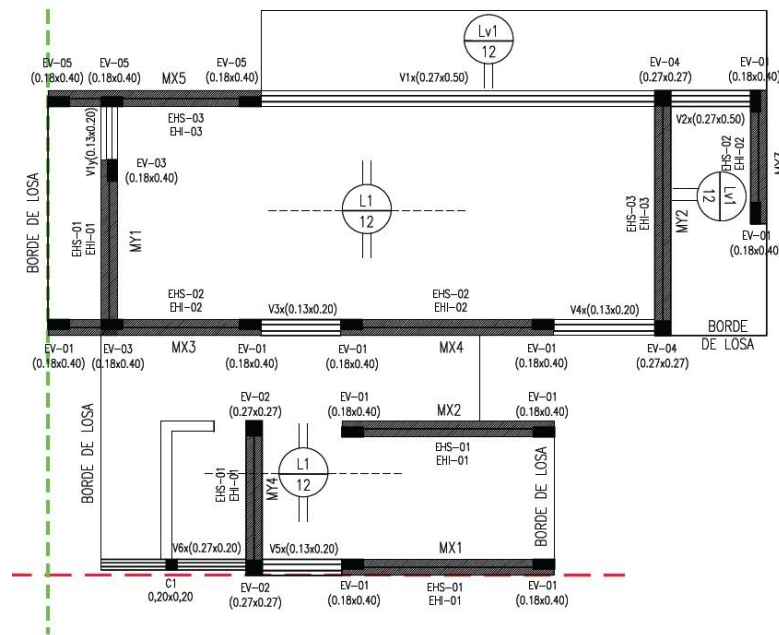 Lv1
12
EV-05
(0.18x0.40)
EV-05
(0.18x0.40)
MX5
EV-05
(0.18x0.40)
V1x(0.27x0.50)
EV-04
(0.27x0.27)
EV-01
(0.18x0.40)
V1y(0.13x0.20)
EHS-03
EHI-03
V2x(0.27x0.50)
EHS-02
EHI-02
BORDE DE LOSA
EV-03
(0.18x0.40)
EHS-01
EHI-01
MY1
L1
12
EHS-03
EHI-03
MY2
Lv1
12
EV-01
(0.18x0.40)
EHS-02
EHI-02
V3x(0.13x0.20)
EHS-02
EHI-02
V4x(0.13x0.20)
BORDE
DE LOSA
EV-01
(0.18x0.40)
EV-03
(0.18x0.40)
MX3
EV-01
(0.18x0.40)
EV-01
(0.18x0.40)
MX4
EV-01
(0.18x0.40)
EV-04
(0.27x0.27)
BORDE DE LOSA
EV-02
(0.27x0.27)
EV-01
(0.18x0.40)
MX2
EV-01
(0.18x0.40)
EHS-01
EHI-01
MY4
L1
12
EHS-01
EHI-01
BORDE DE LOSA
V6x(0.27x0.20)
V5x(0.13x0.20)
MX1
C1
0,20x0,20
EV-02
(0.27x0.27)
EV-01
(0.18x0.40)
EHS-01
EHI-01
EV-01
(0.18x0.40)